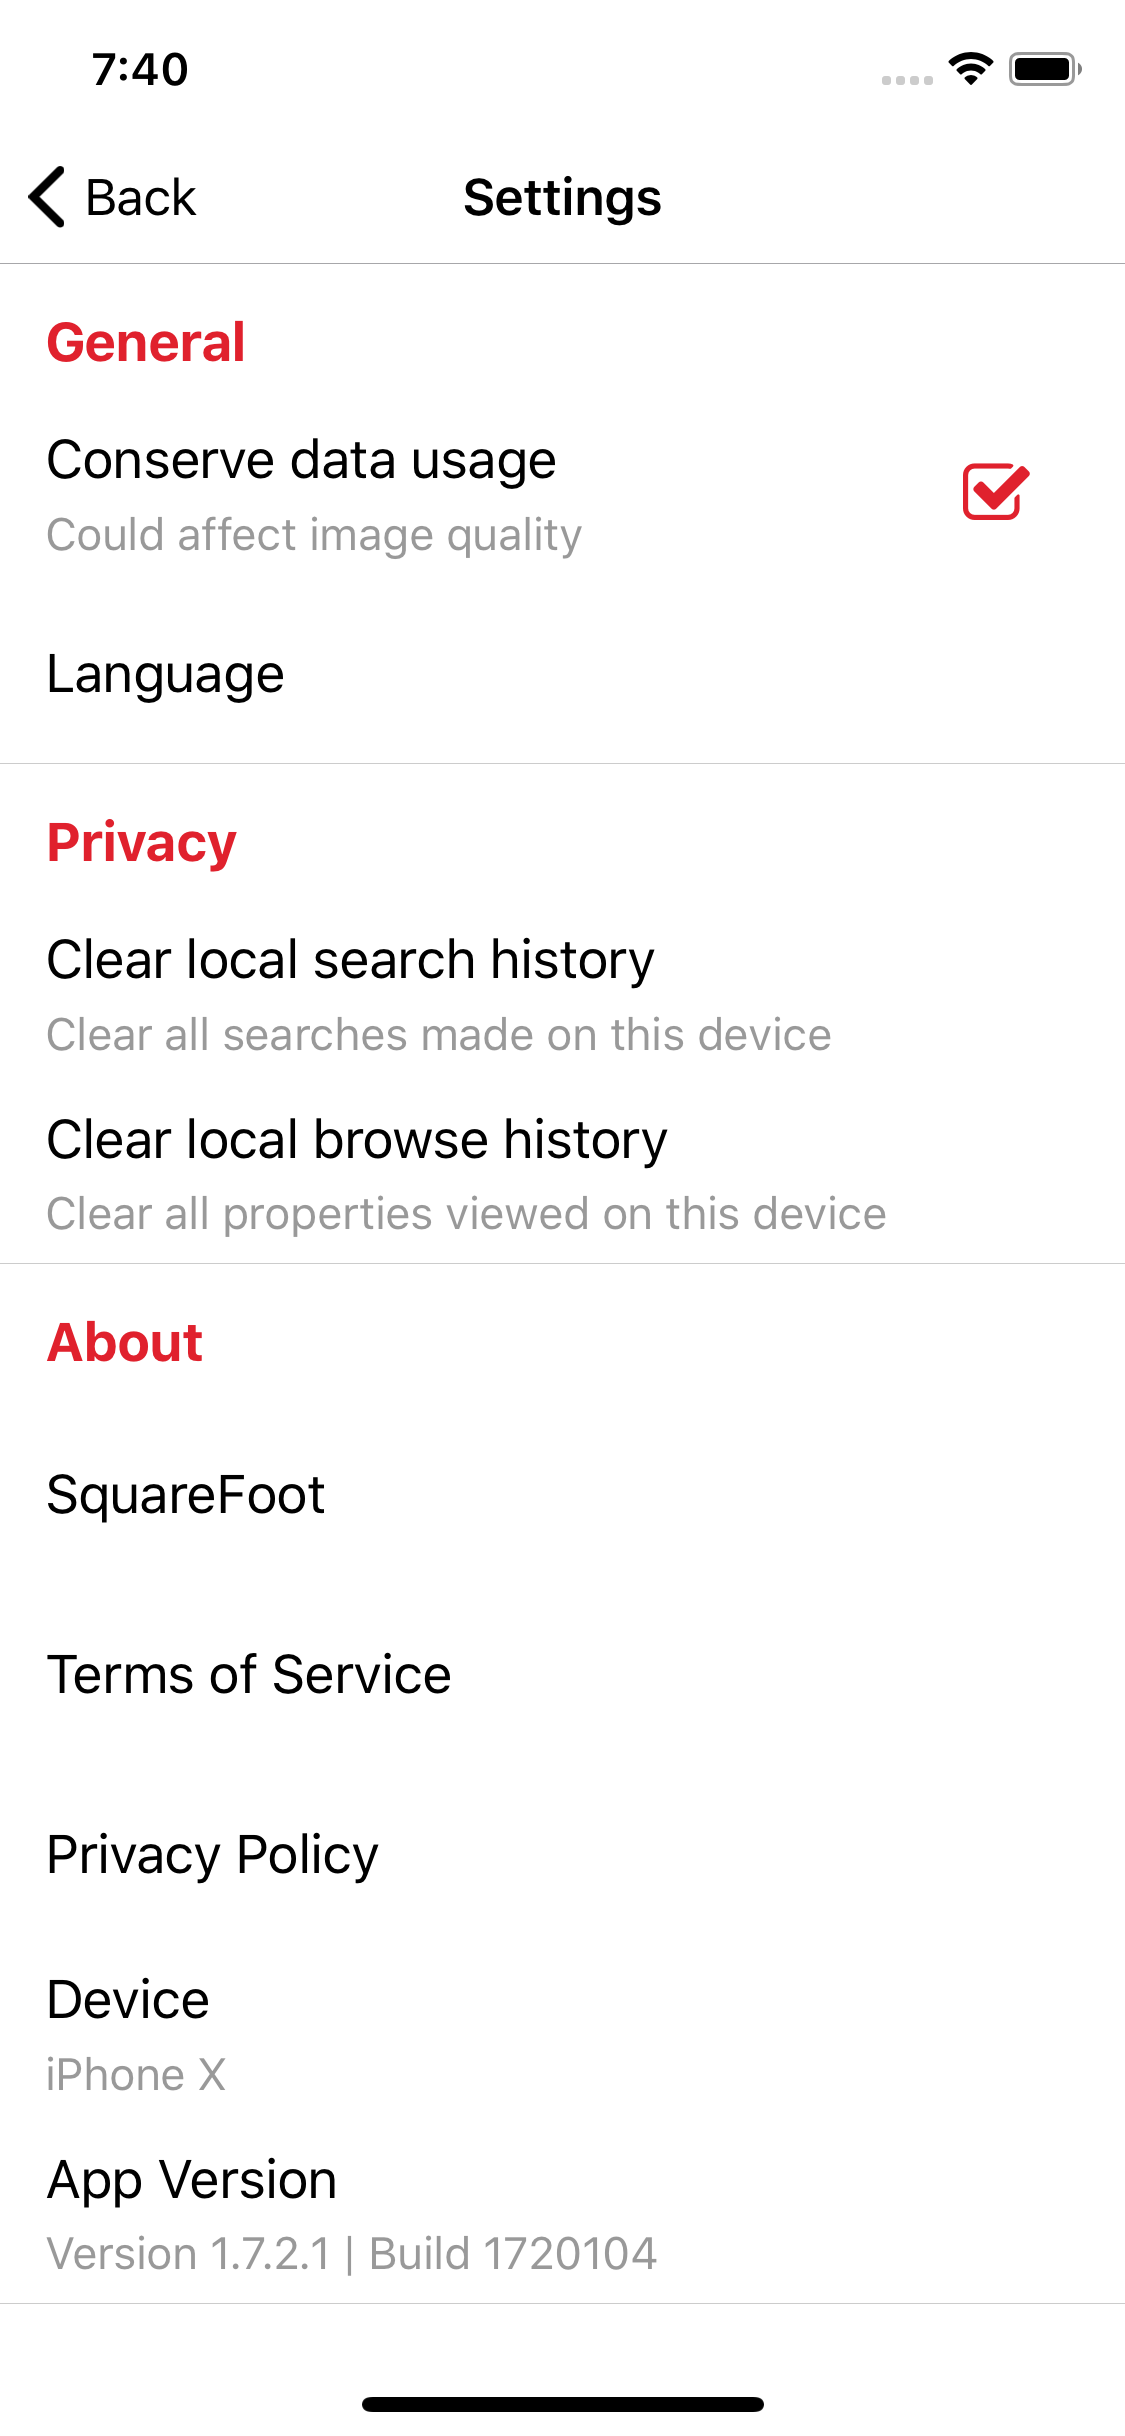 7:40
Back
Settings
General
Conserve data usage
Could affect image quality
Language
Privacy
Clear local search history
Clear all searches made on this device
Clear local browse history
Clear all properties viewed on this device
About
SquareFoot
Terms of Service
Privacy Policy
Device
iPhone X
App Version
Version 1.7.2.1 | Build 1720104